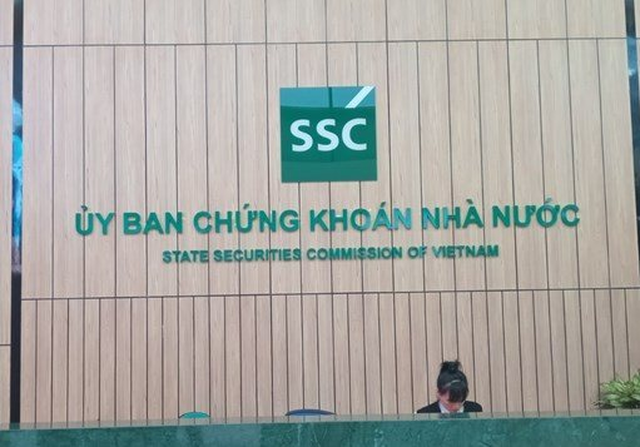 SSC
ỦY BAN CHỨNG KHOÁN NHÀ NƯỚC
STATE SECURITIES COMMISSION OF VIETNAM